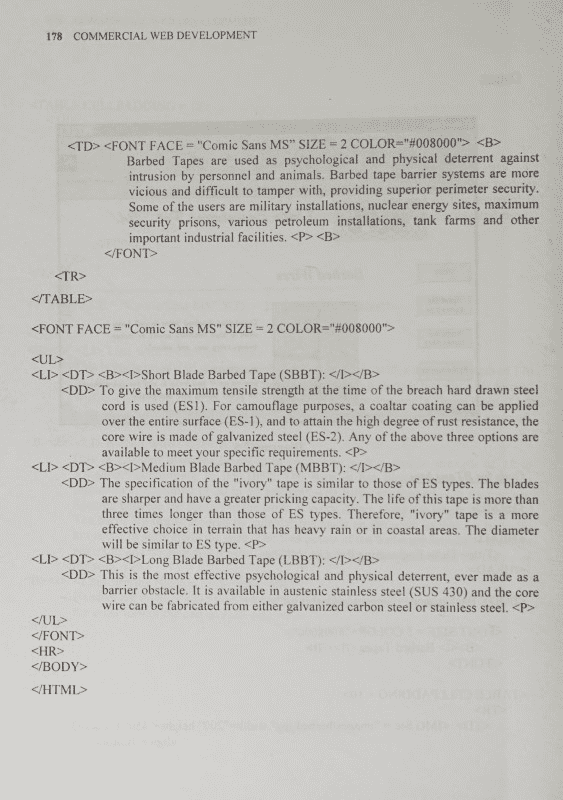 178 COMMERCIAL WEB DEVELOPMENT
<TD> <FONT FACE = "Comic Sans MS" SIZE = 2 COLOR="#008000"> <B>
Barbed Tapes are used as psychological and physical deterrent against
intrusion by personnel and animals. Barbed tape barrier systems are more
vicious and difficult to tamper with, providing superior perimeter security.
Some of the users are military installations, nuclear energy sites, maximum
security prisons, various petroleum installations, tank farms and other
important industrial facilities. <P> <B>
</FONT>
<TR>
</TABLE>
<FONT FACE = "Comic Sans MS" SIZE = 2 COLOR="#008000">
<UL>
<LI> <DT> <B><I>Short Blade Barbed Tape (SBBT): </I></B>
<DD> To give the maximum tensile strength at the time of the breach hard drawn steel
cord is used (ES1). For camouflage purposes, a coaltar coating can be applied
over the entire surface (ES-1), and to attain the high degree of rust resistance, the
core wire is made of galvanized steel (ES-2). Any of the above three options are
available to meet your specific requirements. <P>
<LI> <DT> <B><I>Medium Blade Barbed Tape (MBBT): </I></B>
<DD> The specification of the "ivory" tape is similar to those of ES types. The blades
are sharper and have a greater pricking capacity. The life of this tape is more than
three times longer than those of ES types. Therefore, "ivory" tape is a more
effective choice in terrain that has heavy rain or in coastal areas. The diameter
will be similar to ES type. <P>
<LI> <DT> <B><I>Long Blade Barbed Tape (LBBT): </I></B>
<DD> This is the most effective psychological and physical deterrent, ever made as a
barrier obstacle. It is available in austenic stainless steel (SUS 430) and the core
wire can be fabricated from either galvanized carbon steel or stainless steel. <P>
</UL>
</FONT>
<HR>
</BODY>
</HTML>